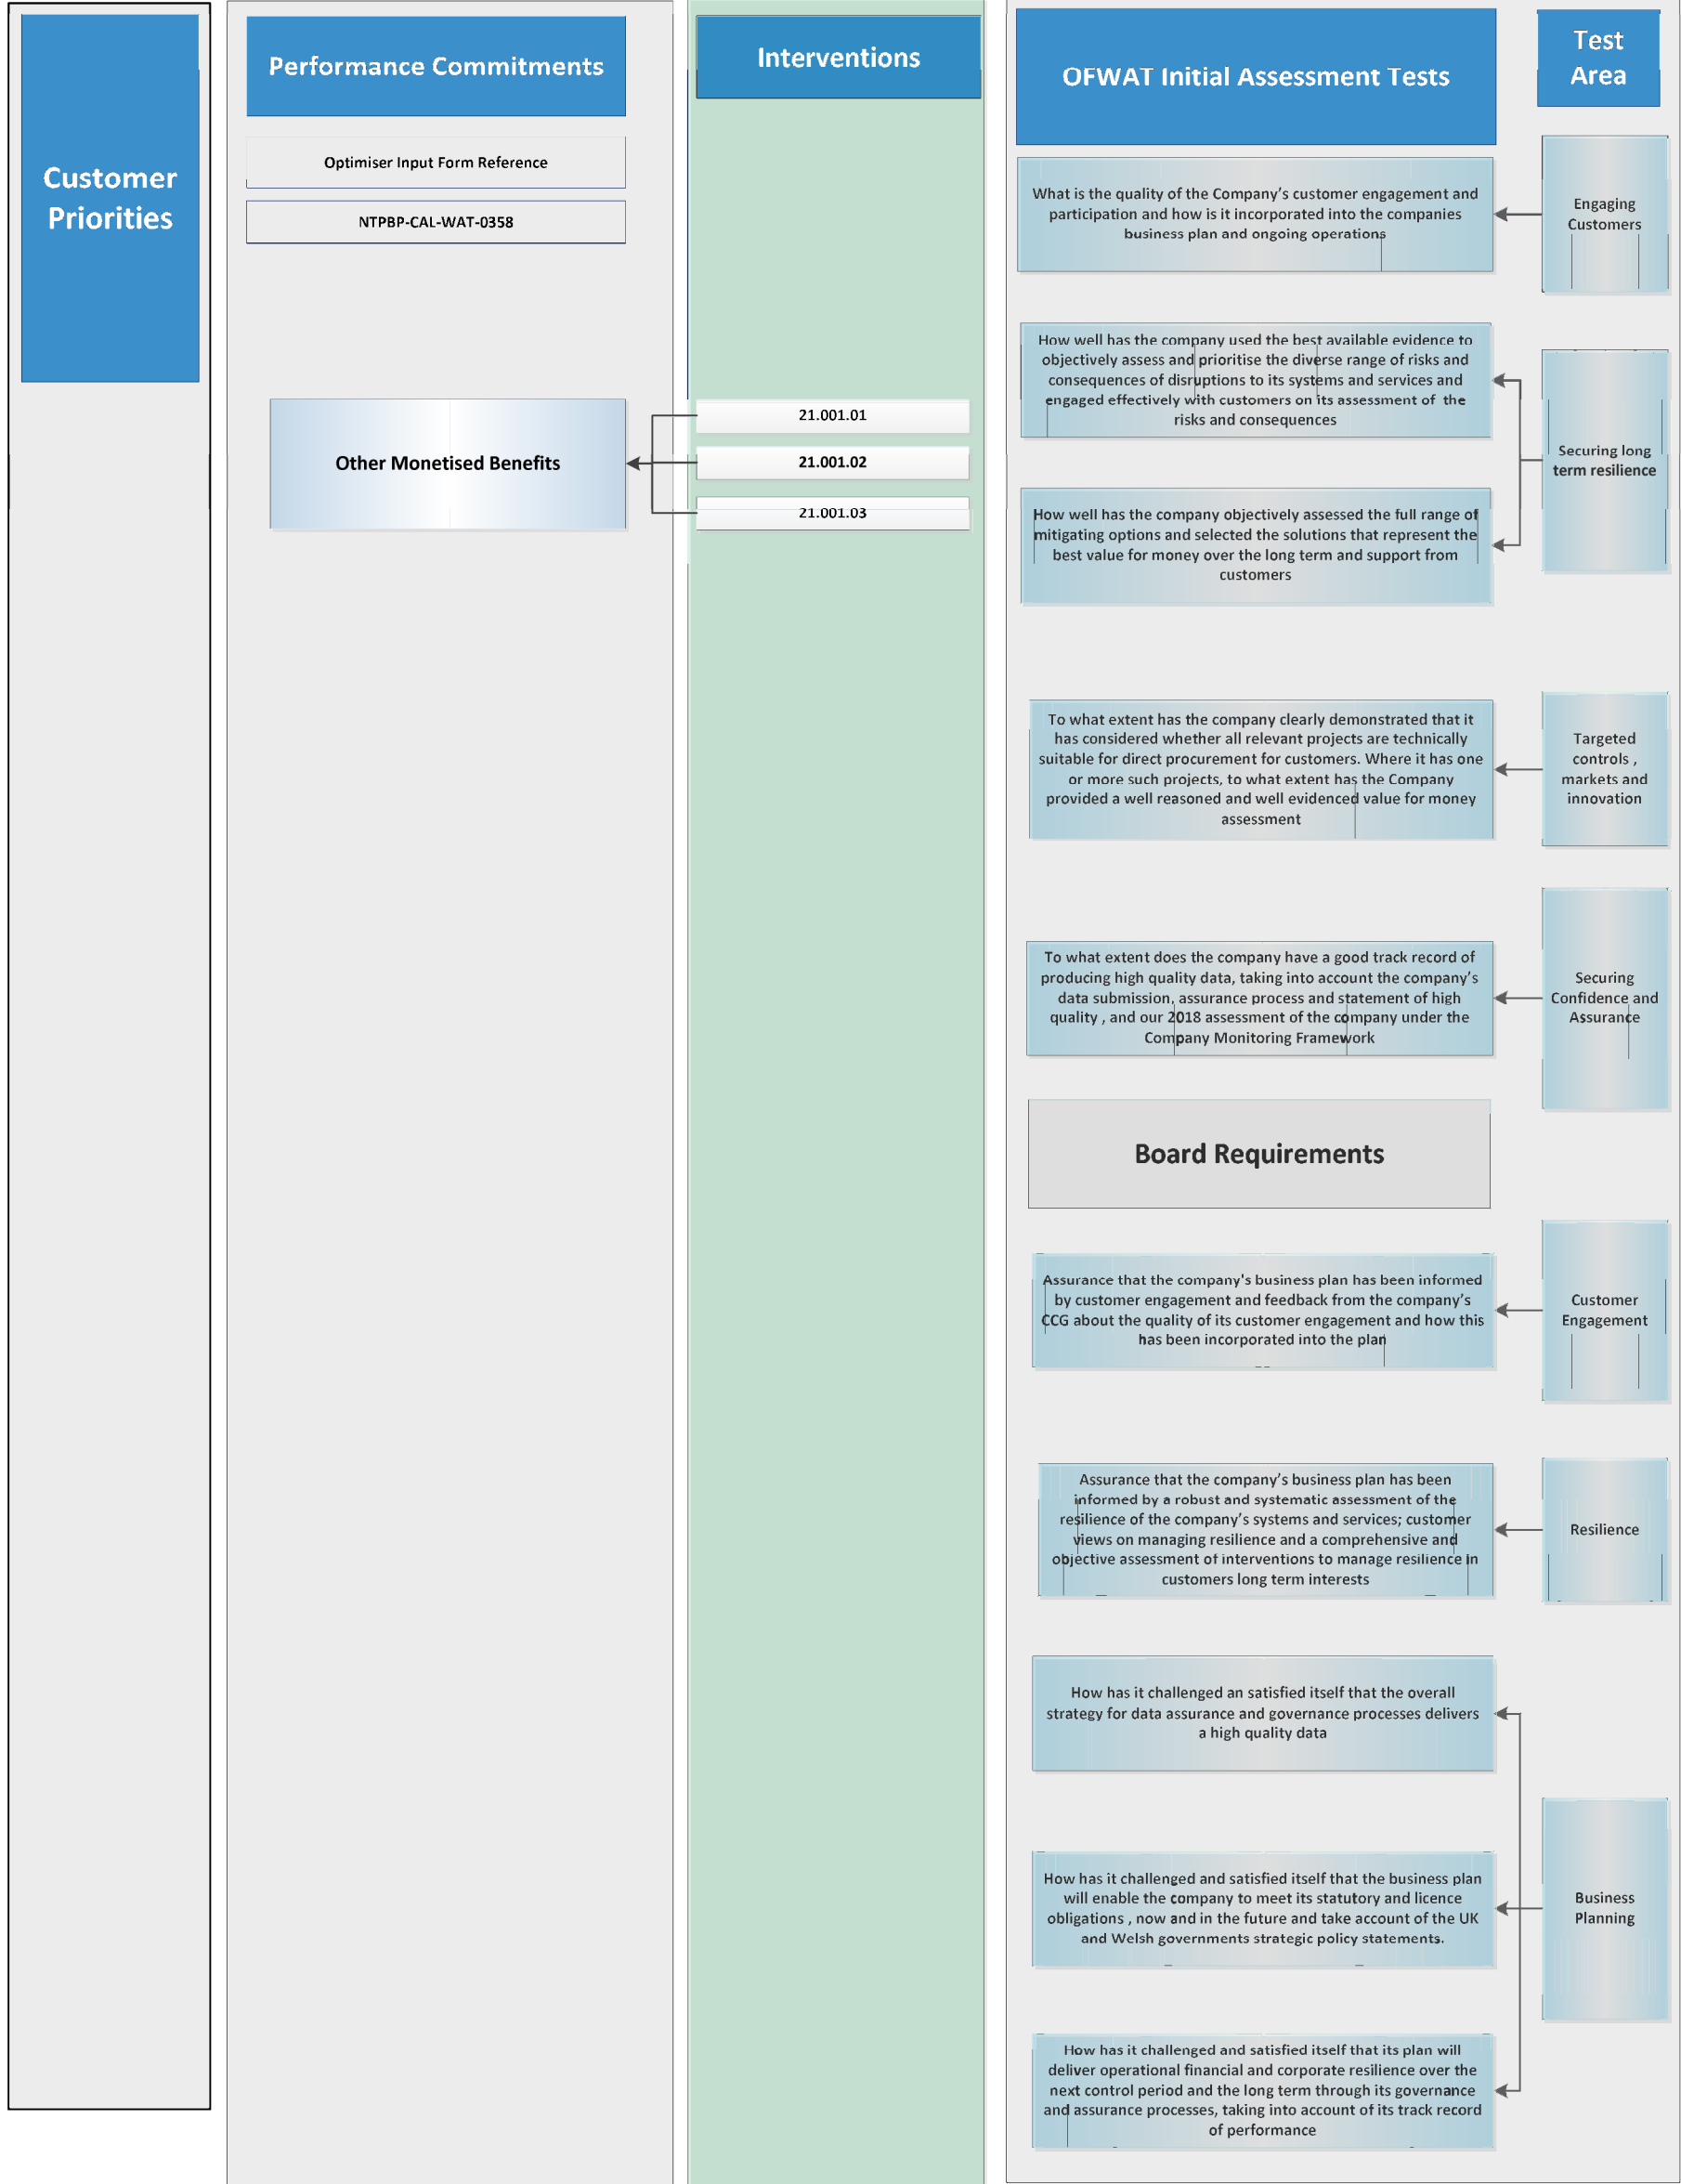 Customer
Priorities
Performance Commitments
Optimiser Input Form Reference
NTPBP-CAL-WAT-0358
Other Monetised Benefits
Interventions
21.001.01
21.001.02
21.001.03
OFWAT Initial Assessment Tests
Test
Area
What is the quality of the Company's customer engagement and
participation and how is it incorporated into the companies
business plan and ongoing operations
Engaging
Customers
How well has the company used the best available evidence to
objectively assess and prioritise the diverse range of risks and
consequences of disruptions to its systems and services and
engaged effectively with customers on its assessment of the
risks and consequences
Securing long
term resilience
How well has the company objectively assessed the full range of
mitigating options and selected the solutions that represent the
best value for money over the long term and support from
customers
To what extent has the company clearly demonstrated that it
has considered whether all relevant projects are technically
suitable for direct procurement for customers. Where it has one
or more such projects, to what extent has the Company
provided a well reasoned and well evidenced value for money
assessment
Targeted
controls ,
markets and
innovation
To what extent does the company have a good track record of
producing high quality data, taking into account the company's
data submission, assurance process and statement of high
quality , and our 2018 assessment of the company under the
Company Monitoring Framework
Securing
Confidence and
Assurance
Board Requirements
Assurance that the company's business plan has been informed
by customer engagement and feedback from the company's
CCG about the quality of its customer engagement and how this
has been incorporated into the plan
Customer
Engagement
Assurance that the company's business plan has been
informed by a robust and systematic assessment of the
resilience of the company's systems and services; customer
views on managing resilience and a comprehensive and
objective assessment of interventions to manage resilience in
customers long term interests
Resilience
How has it challenged an satisfied itself that the overall
strategy for data assurance and governance processes delivers
a high quality data
How has it challenged and satisfied itself that the business plan
will enable the company to meet its statutory and licence
obligations , now and in the future and take account of the UK
and Welsh governments strategic policy statements.
Business
Planning
How has it challenged and satisfied itself that its plan will
deliver operational financial and corporate resilience over the
next control period and the long term through its governance
and assurance processes, taking into account of its track record
of performance